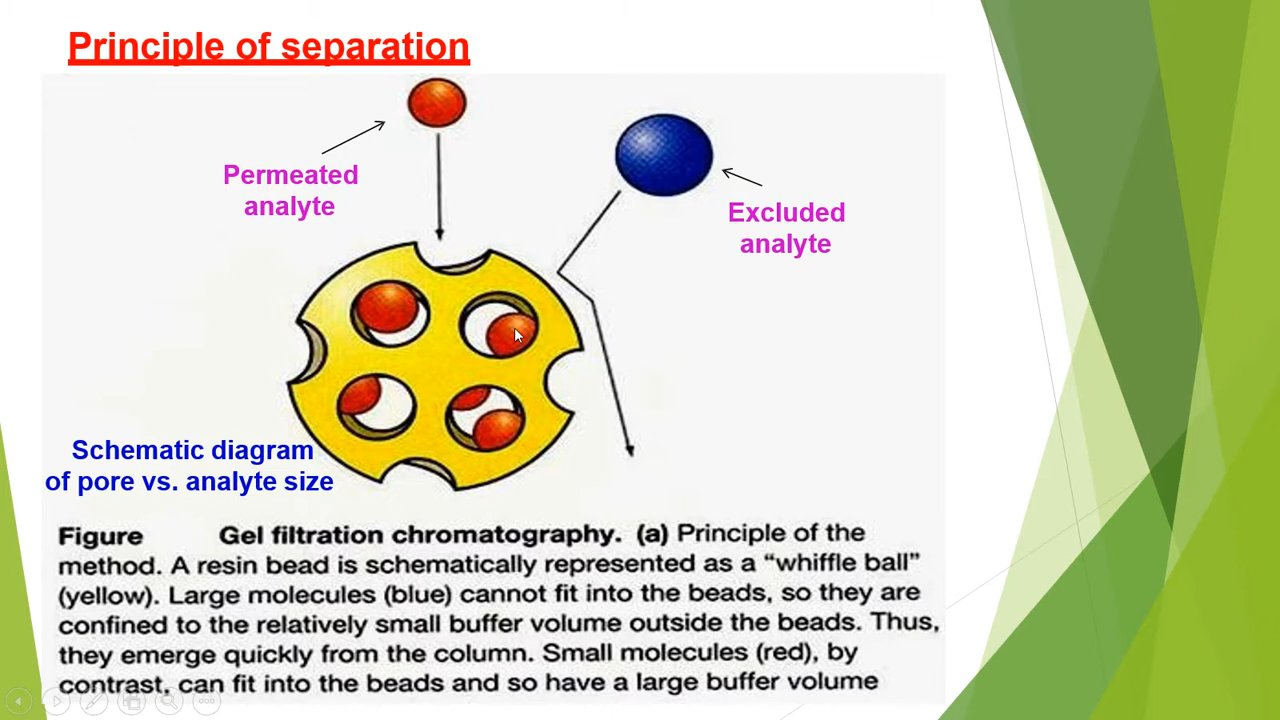 Principle of separation
Permeated
analyte
Excluded
analyte
Schematic diagram
of pore vs. analyte size
Figure Gel filtration chromatography. (a) Principle of the
method. A resin bead is schematically represented as a “whiffle ball”
(yellow). Large molecules (blue) cannot fit into the beads, so they are
confined to the relatively small buffer volume outside the beads. Thus,
they emerge quickly from the column. Small molecules (red), by
contrast, can fit into the beads and so have a large buffer volume